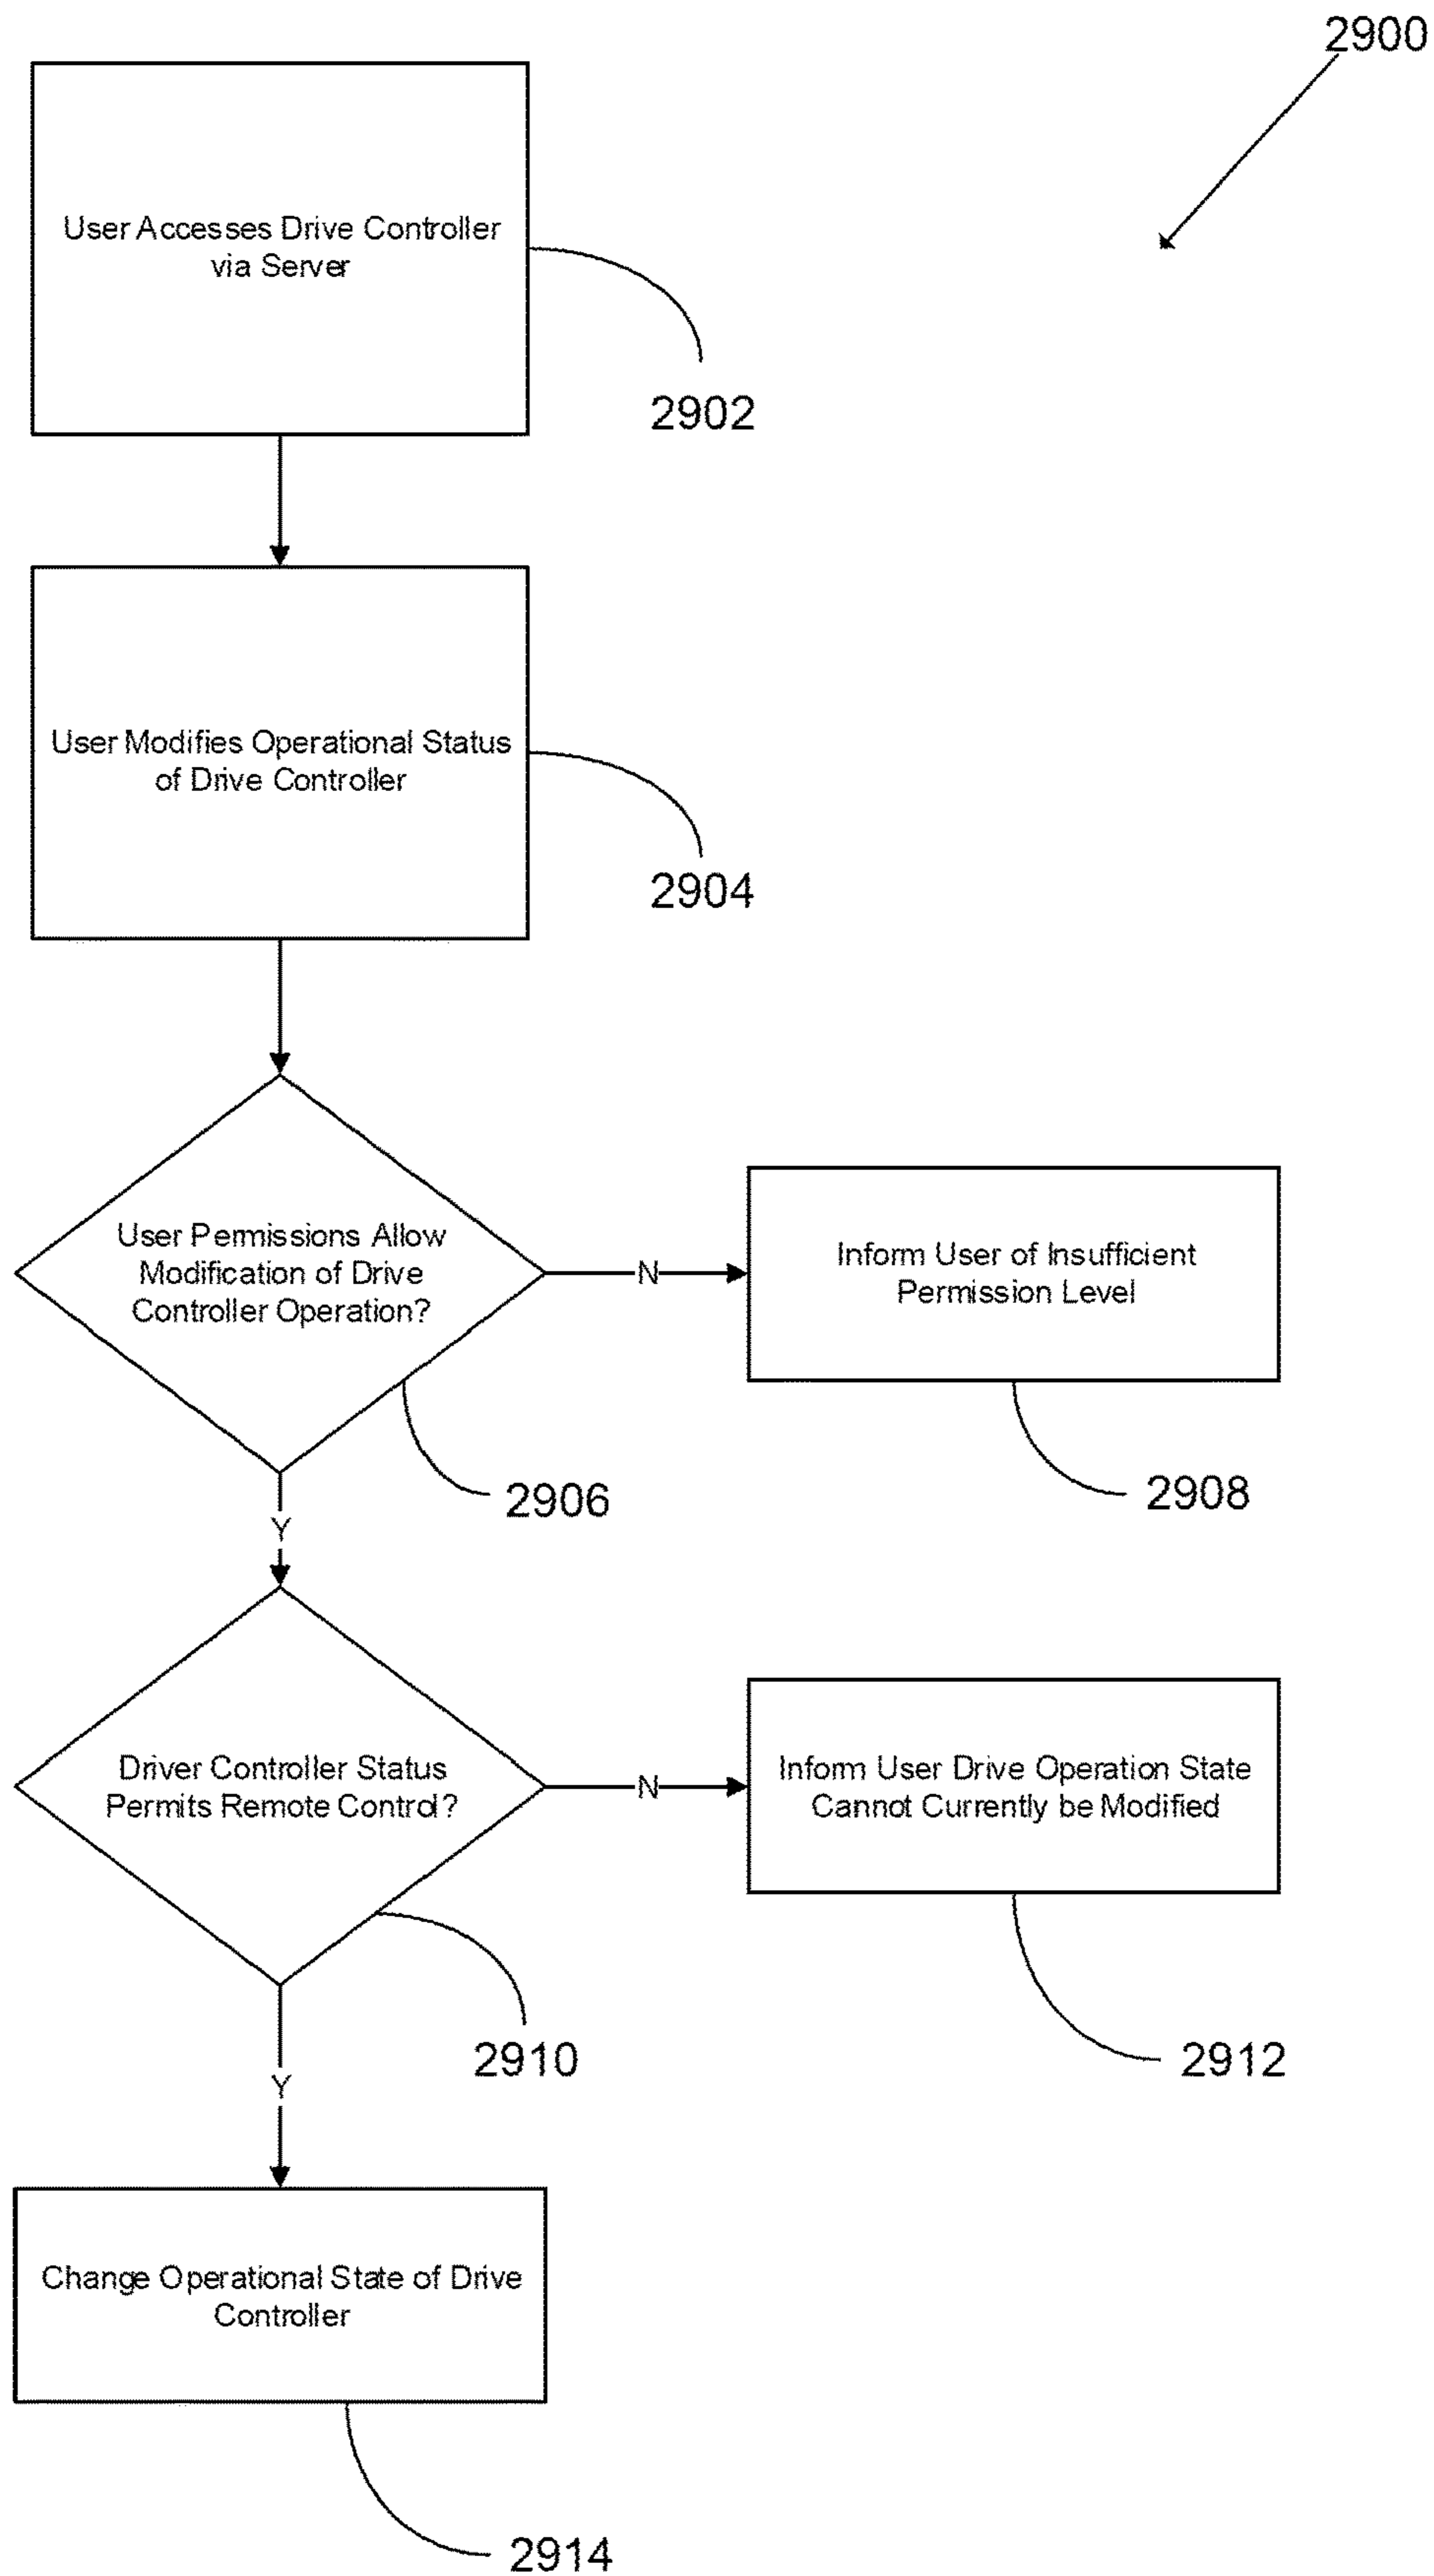 2900
User Accesses Drive Controller
via Server
2902
User Modifies Operational Status
of Drive Controller
2904
User Permissions Allow
Modification of Drive
Controller Operation?
N
Inform User of Insufficient
Permission Level
2906
2908
Y
Driver Controller Status
Permits Remote Control?
N
Inform User Drive Operation State
Cannot Currently be Modified
2910
2912
Y
Change Operational State of Drive
Controller
2914